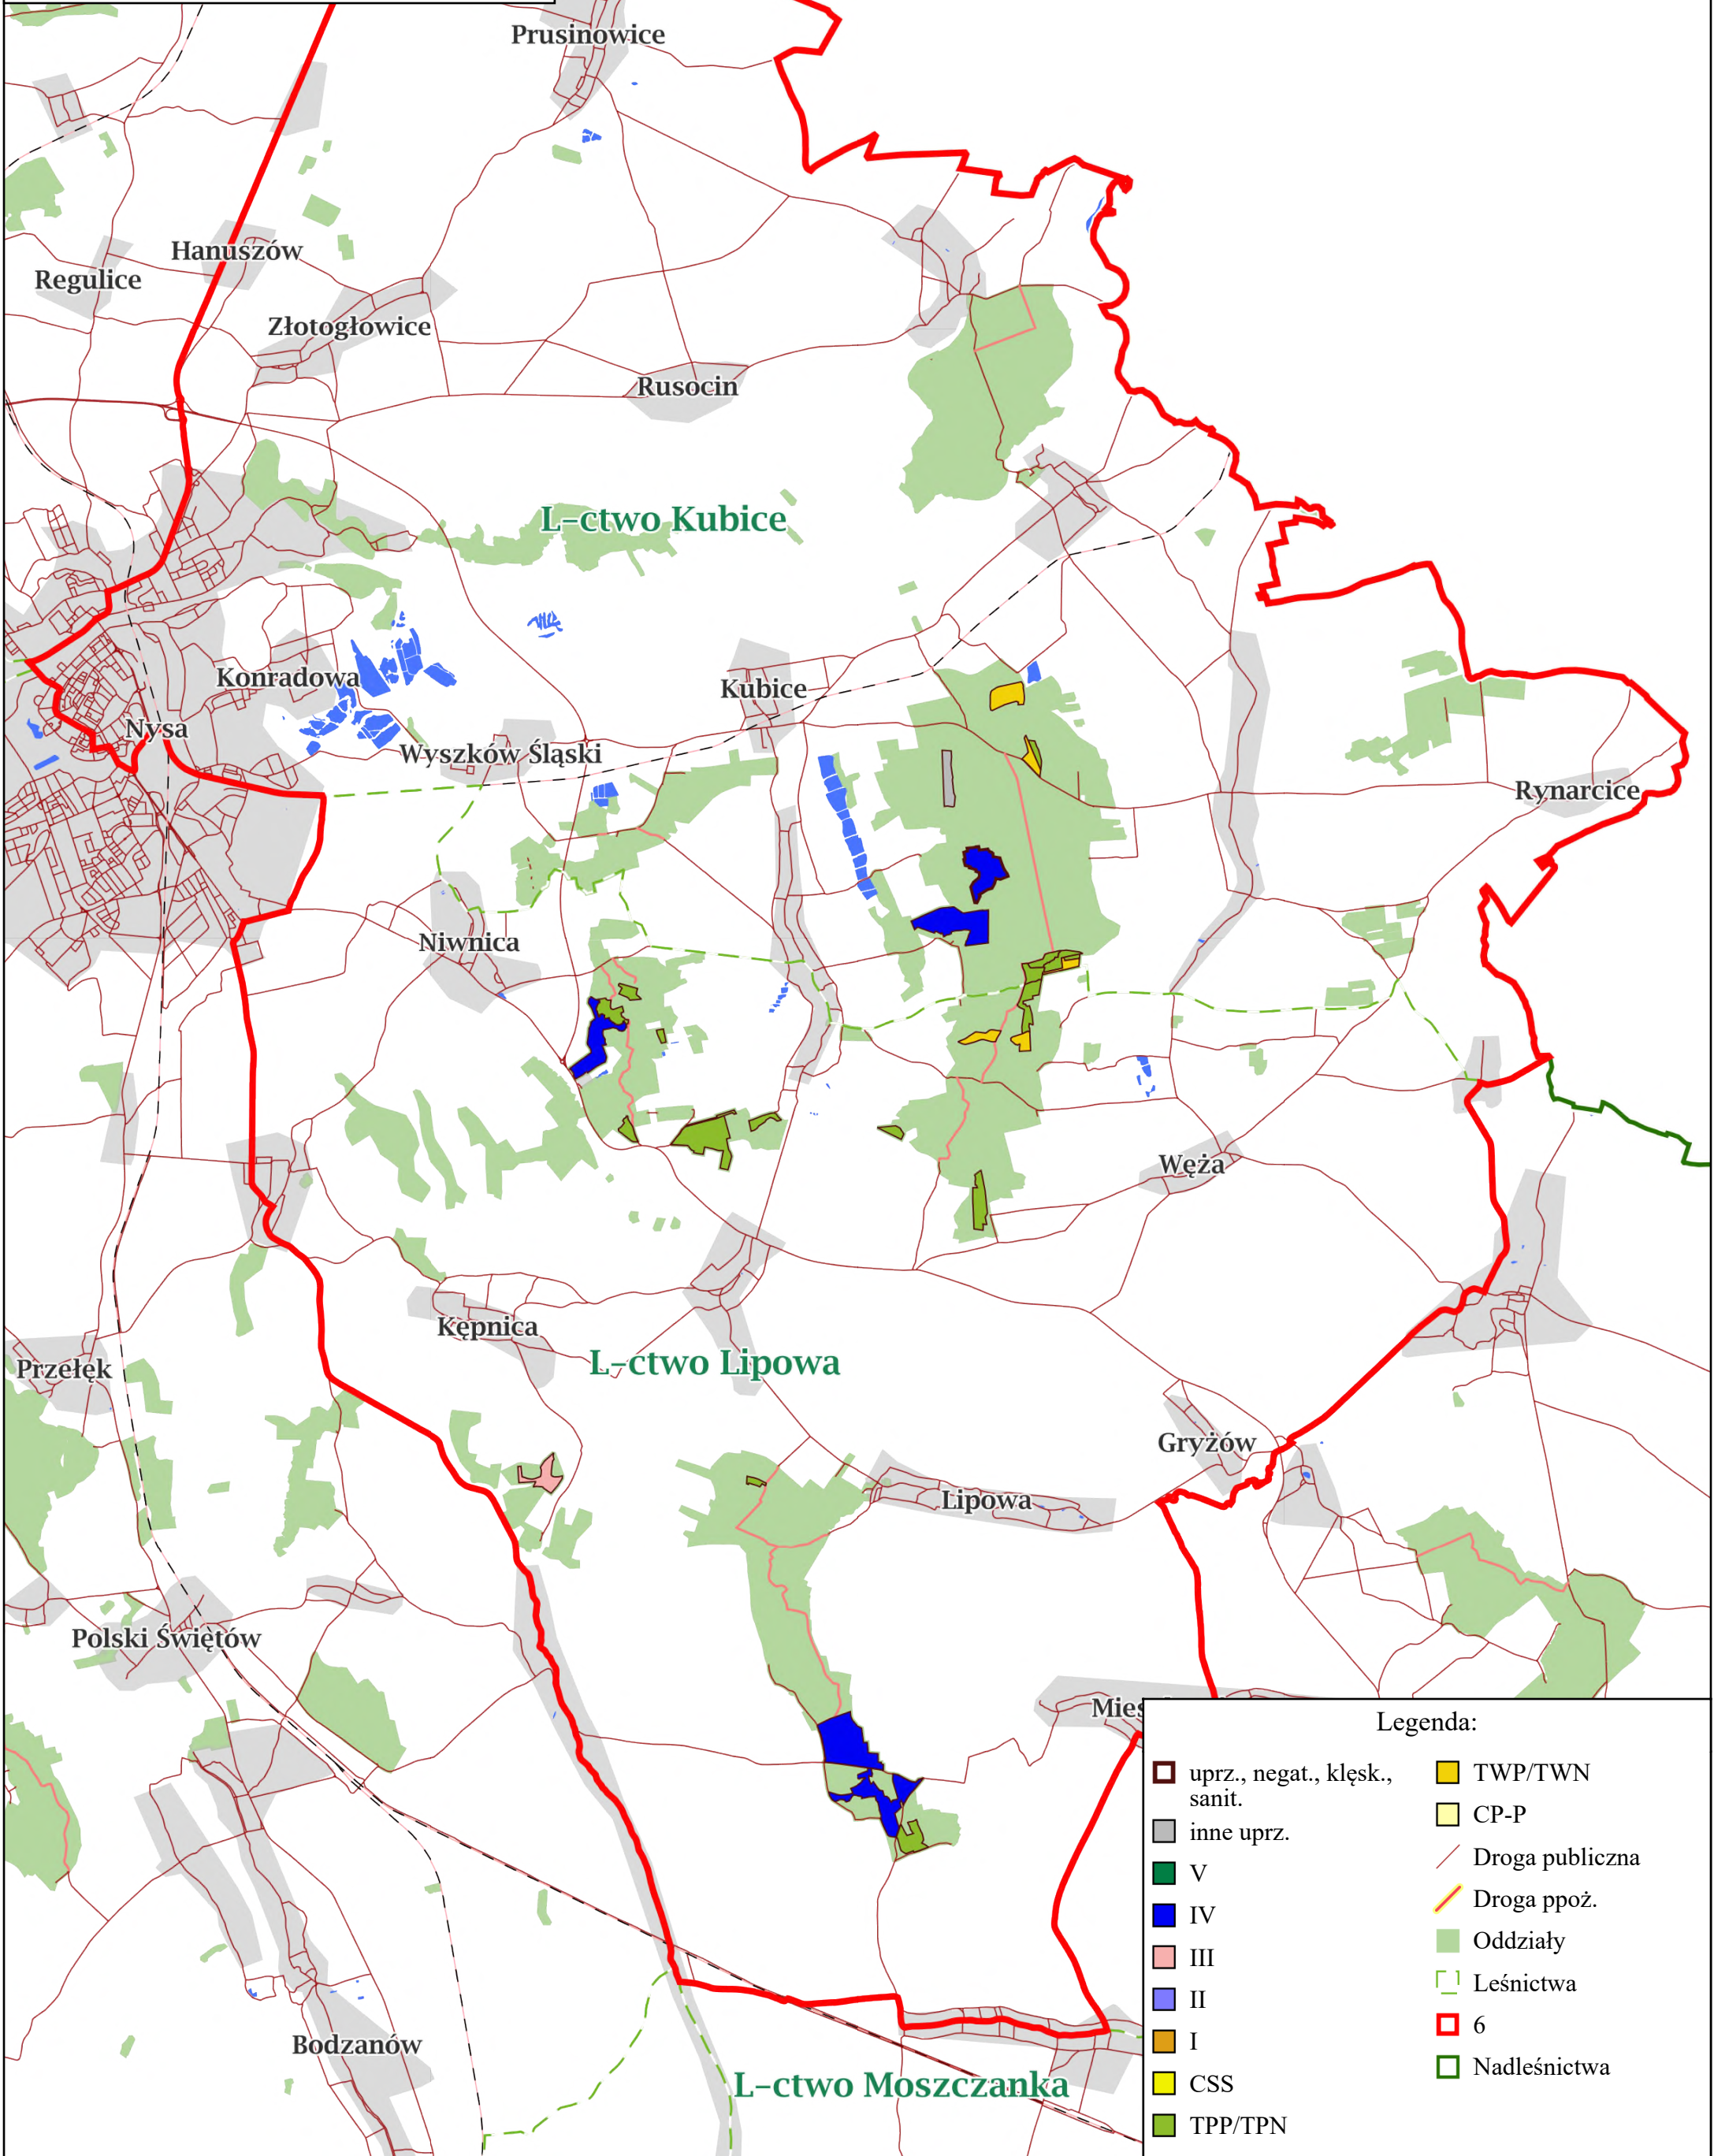 Prusinowice
Hanuszów
Regulice
Złotogłowice
Rusocin
L-ctwo Kubice
Konradowa
Kubice
Nysa
Wyszków Śląski
Rynarcice
Niwnica
Węża
Kępnica
L-ctwo Lipowa
Przełęk
Gryżów
Lipowa
Polski Świętów
Bodzanów
L-ctwo Moszczanka
Legenda:
uprz., negat., klęsk.,
sanit.
inne uprz.
V
IV
III
II
I
CSS
TPP/TPN
TWP/TWN
CP-P
Droga publiczna
Droga ppoż.
Oddziały
Leśnictwa
6
Nadleśnictwa